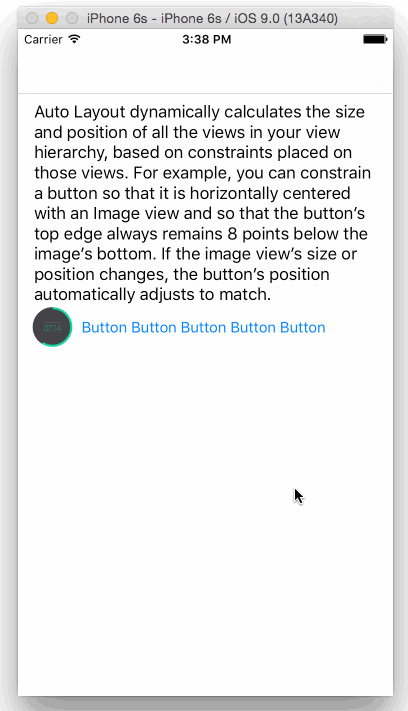 iPhone 6s - iPhone 6s / iOS 9.0 (13A340)
Carrier 3:38 PM
Auto Layout dynamically calculates the size
and position of all the views in your view
hierarchy, based on constraints placed on
those views. For example, you can constrain
a button so that it is horizontally centered
with an Image view and so that the button’s
top edge always remains 8 points below the
image’s bottom. If the image view’s size or
position changes, the button’s position
automatically adjusts to match.
Button Button Button Button Button